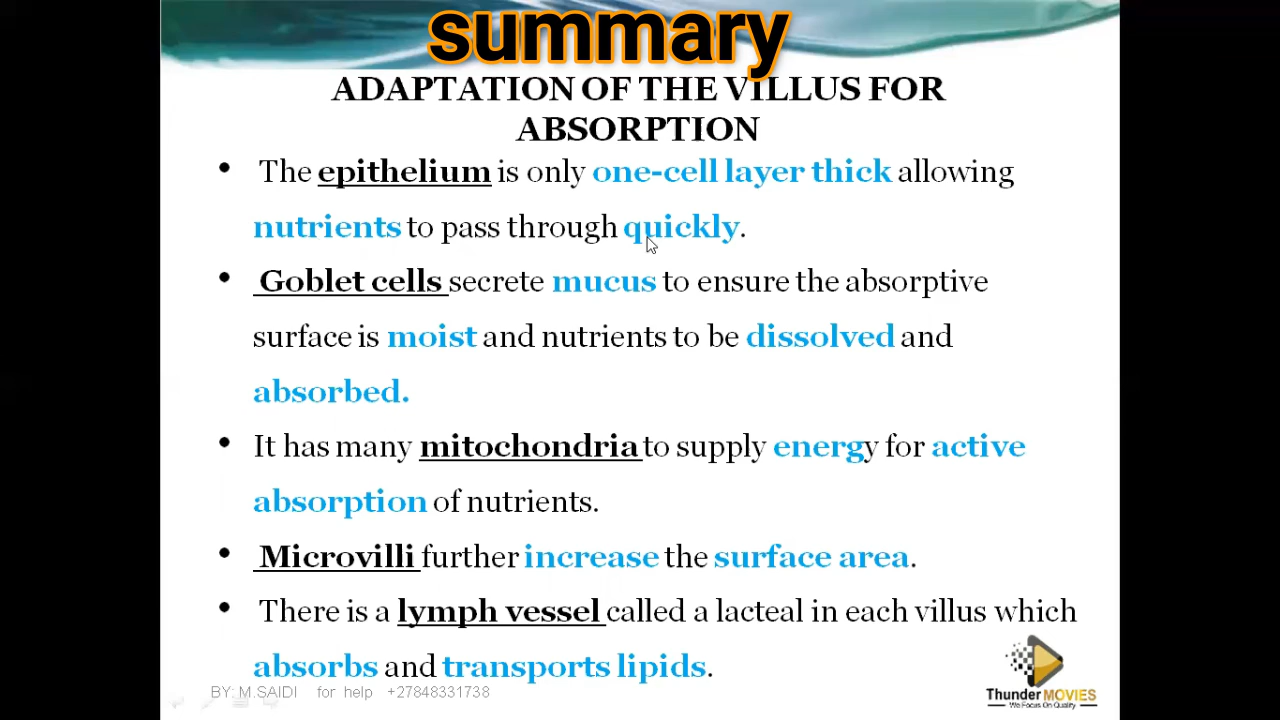 summary
ADAPTATION OF THE VILLUS FOR
ABSORPTION
• The epithelium is only one-cell layer thick allowing
nutrients to pass through quickly.
• Goblet cells secrete mucus to ensure the absorptive
surface is moist and nutrients to be dissolved and
absorbed.
• It has many mitochondria to supply energy for active
absorption of nutrients.
• Microvilli further increase the surface area.
• There is a lymph vessel called a lacteal in each villus which
absorbs and transports lipids.
BY: M.SAIDI for help +27848331738
Thunder MOVIES
We Focus On Quality